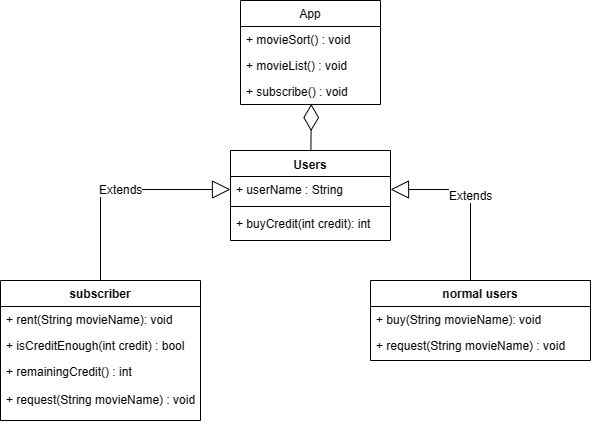 App
+ movieSort() : void
+ movieList() : void
+ subscribe() : void
Users
+ userName : String
+ buyCredit(int credit): int
Extends
Extends
subscriber
+ rent(String movieName): void
+ isCreditEnough(int credit) : bool
+ remainingCredit() : int
+ request(String movieName) : void
normal users
+ buy(String movieName): void
+ request(String movieName) : void